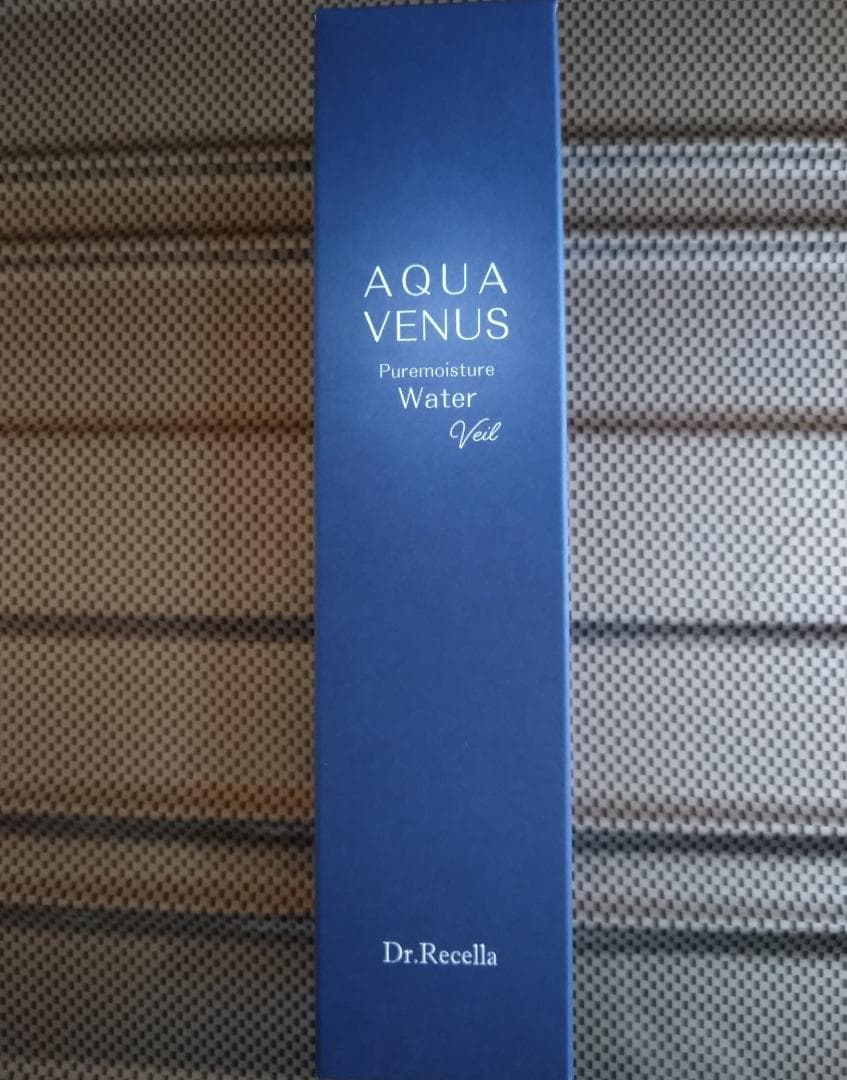 AQUA
VENUS
Puremoisture
Water
Veil
Dr.Recella